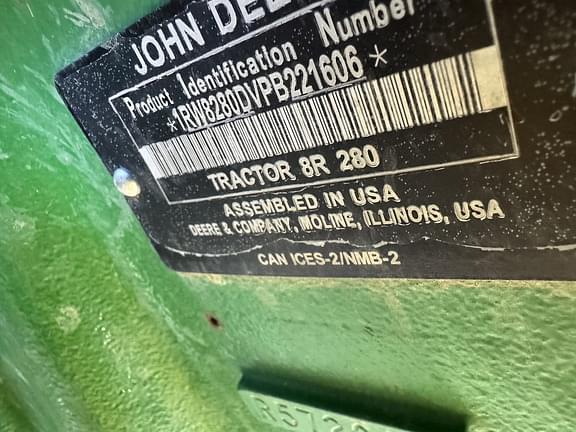 JOHN
Product Identification Number
*1RW8280DVPB221606*
TRACTOR 8R 280
ASSEMBLED IN USA
DEERE & COMPANY, MOLINE, ILLINOIS, USA
CAN ICES-2/NMB-2